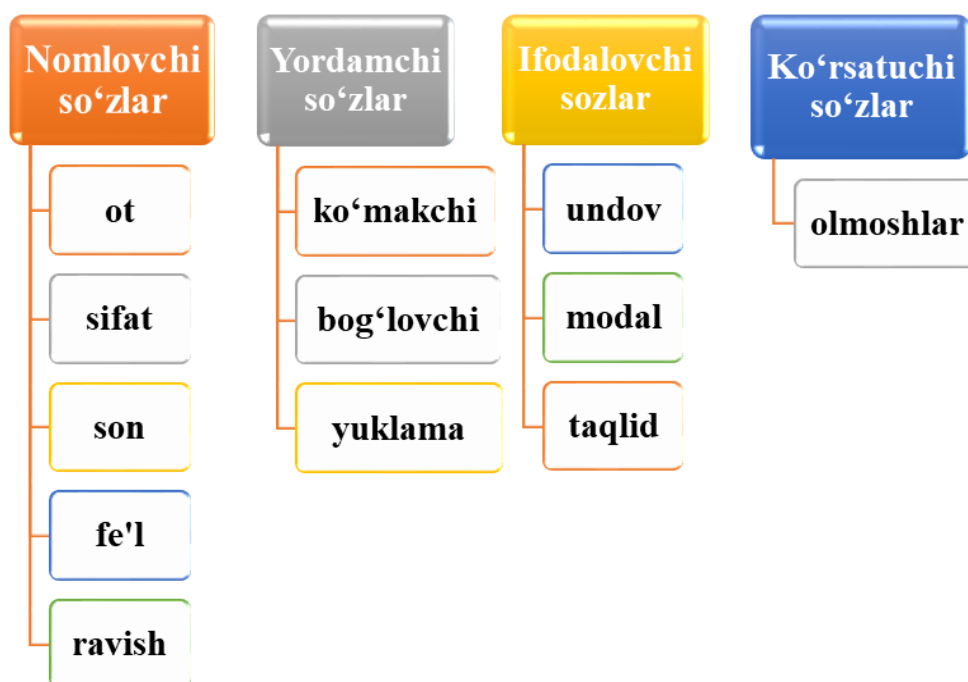 Nomlovchi
so‘zlar
ot
sifat
son
fe'l
ravish
Yordamchi
so‘zlar
ko‘makchi
bog‘lovchi
yuklama
Ifodalovchi
sozlar
undov
modal
taqlid
Ko‘rsatuchi
so‘zlar
olmoshlar